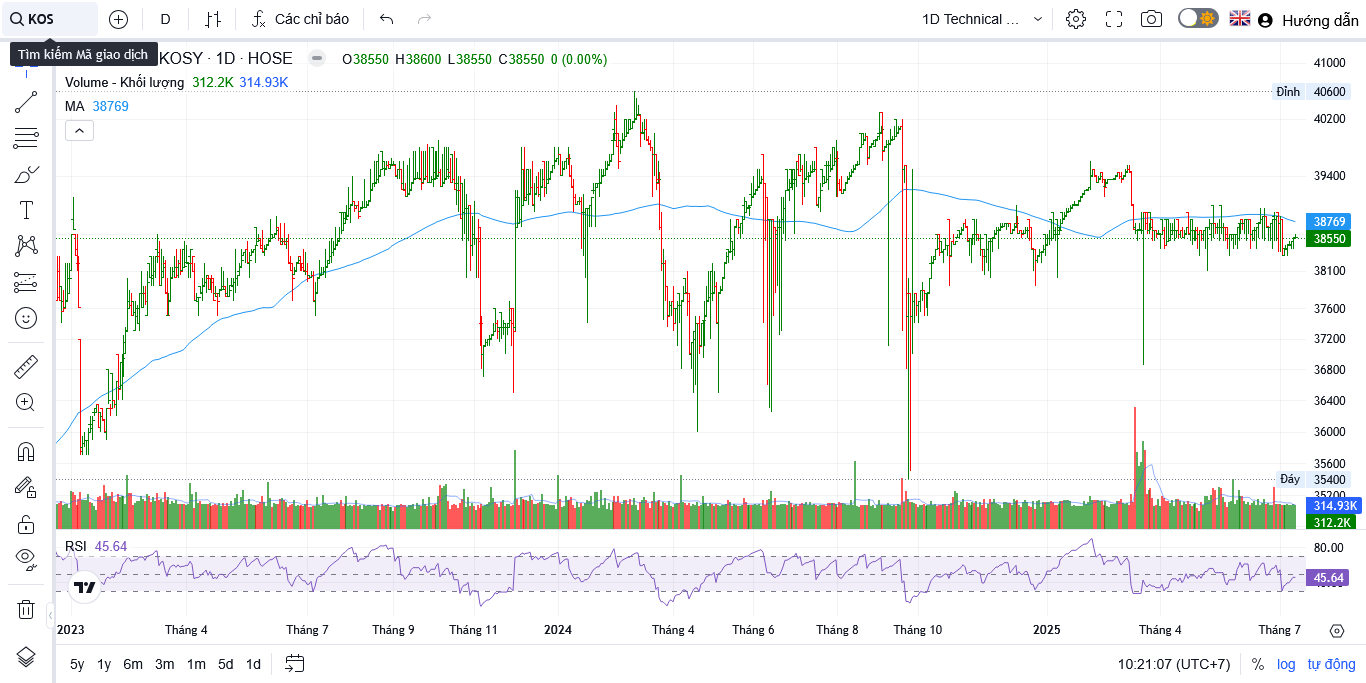 KOS D Các chỉ báo 1D Technical ... Hướng dẫn
Tìm kiếm Mã giao dịch
KOSY · 1D · HOSE O38550 H38600 L38550 C38550 0 (0.00%)
Volume - Khối lượng 312.2K 314.93K
MA 38769
41000
Đỉnh 40600
40200
39400
38769
38550
38100
37600
37200
36800
36400
36000
35600
Đáy 35400
35200
314.93K
312.2K
RSI 45.64
80.00
45.64
2023 Tháng 4 Tháng 7 Tháng 9 Tháng 11 2024 Tháng 4 Tháng 6 Tháng 8 Tháng 10 2025 Tháng 4 Tháng 7
5y 1y 6m 3m 1m 5d 1d 10:21:07 (UTC+7) % log tự động